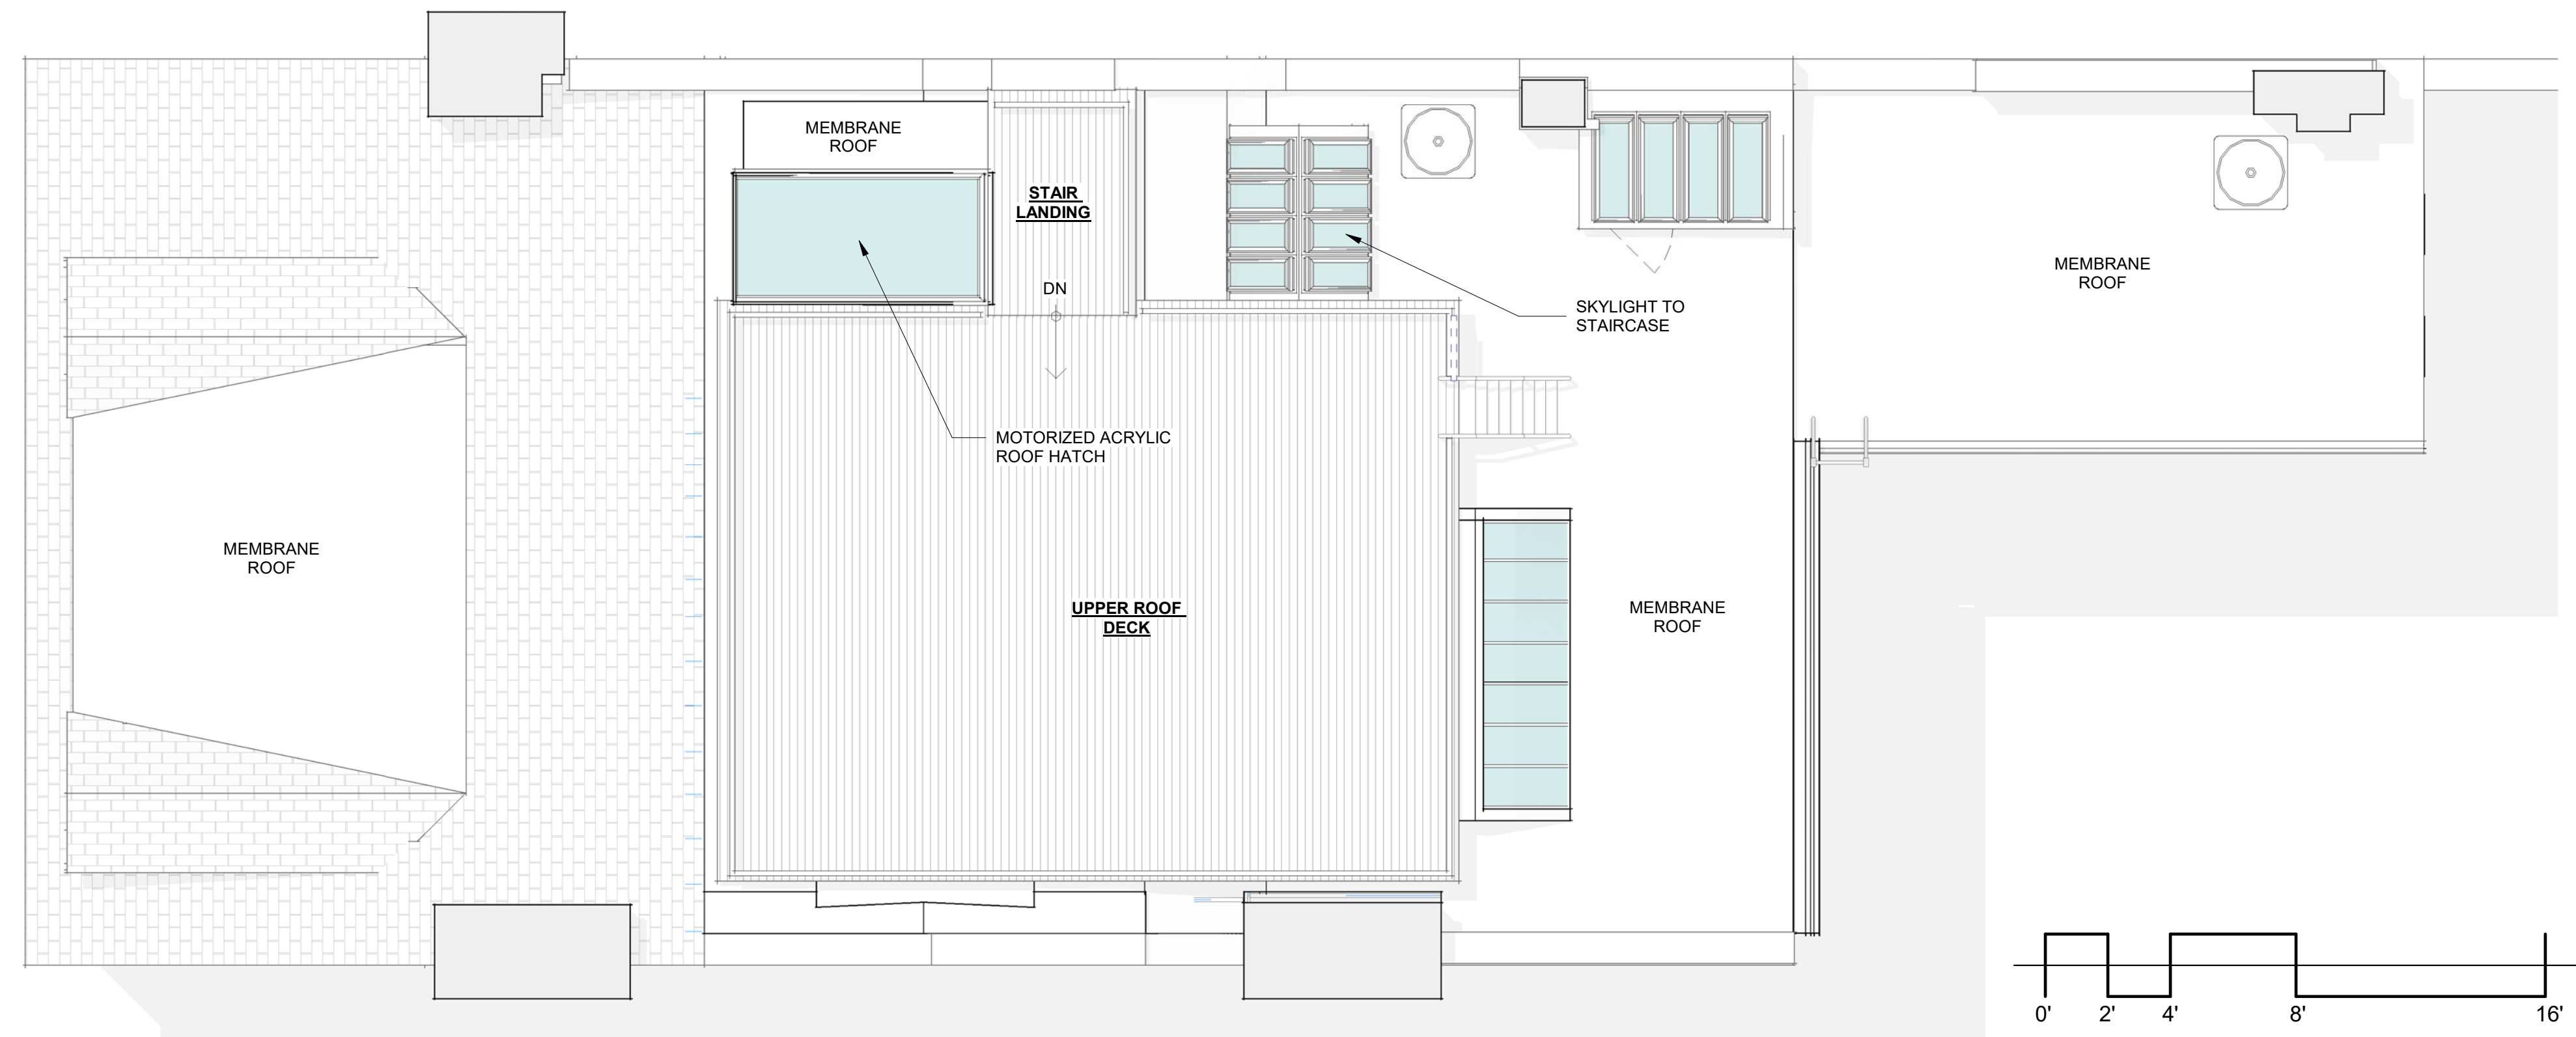 MEMBRANE
ROOF
STAIR
LANDING
DN
MEMBRANE
ROOF
SKYLIGHT TO
STAIRCASE
MOTORIZED ACRYLIC
ROOF HATCH
MEMBRANE
ROOF
UPPER ROOF
DECK
MEMBRANE
ROOF
0' 2' 4' 8' 16'